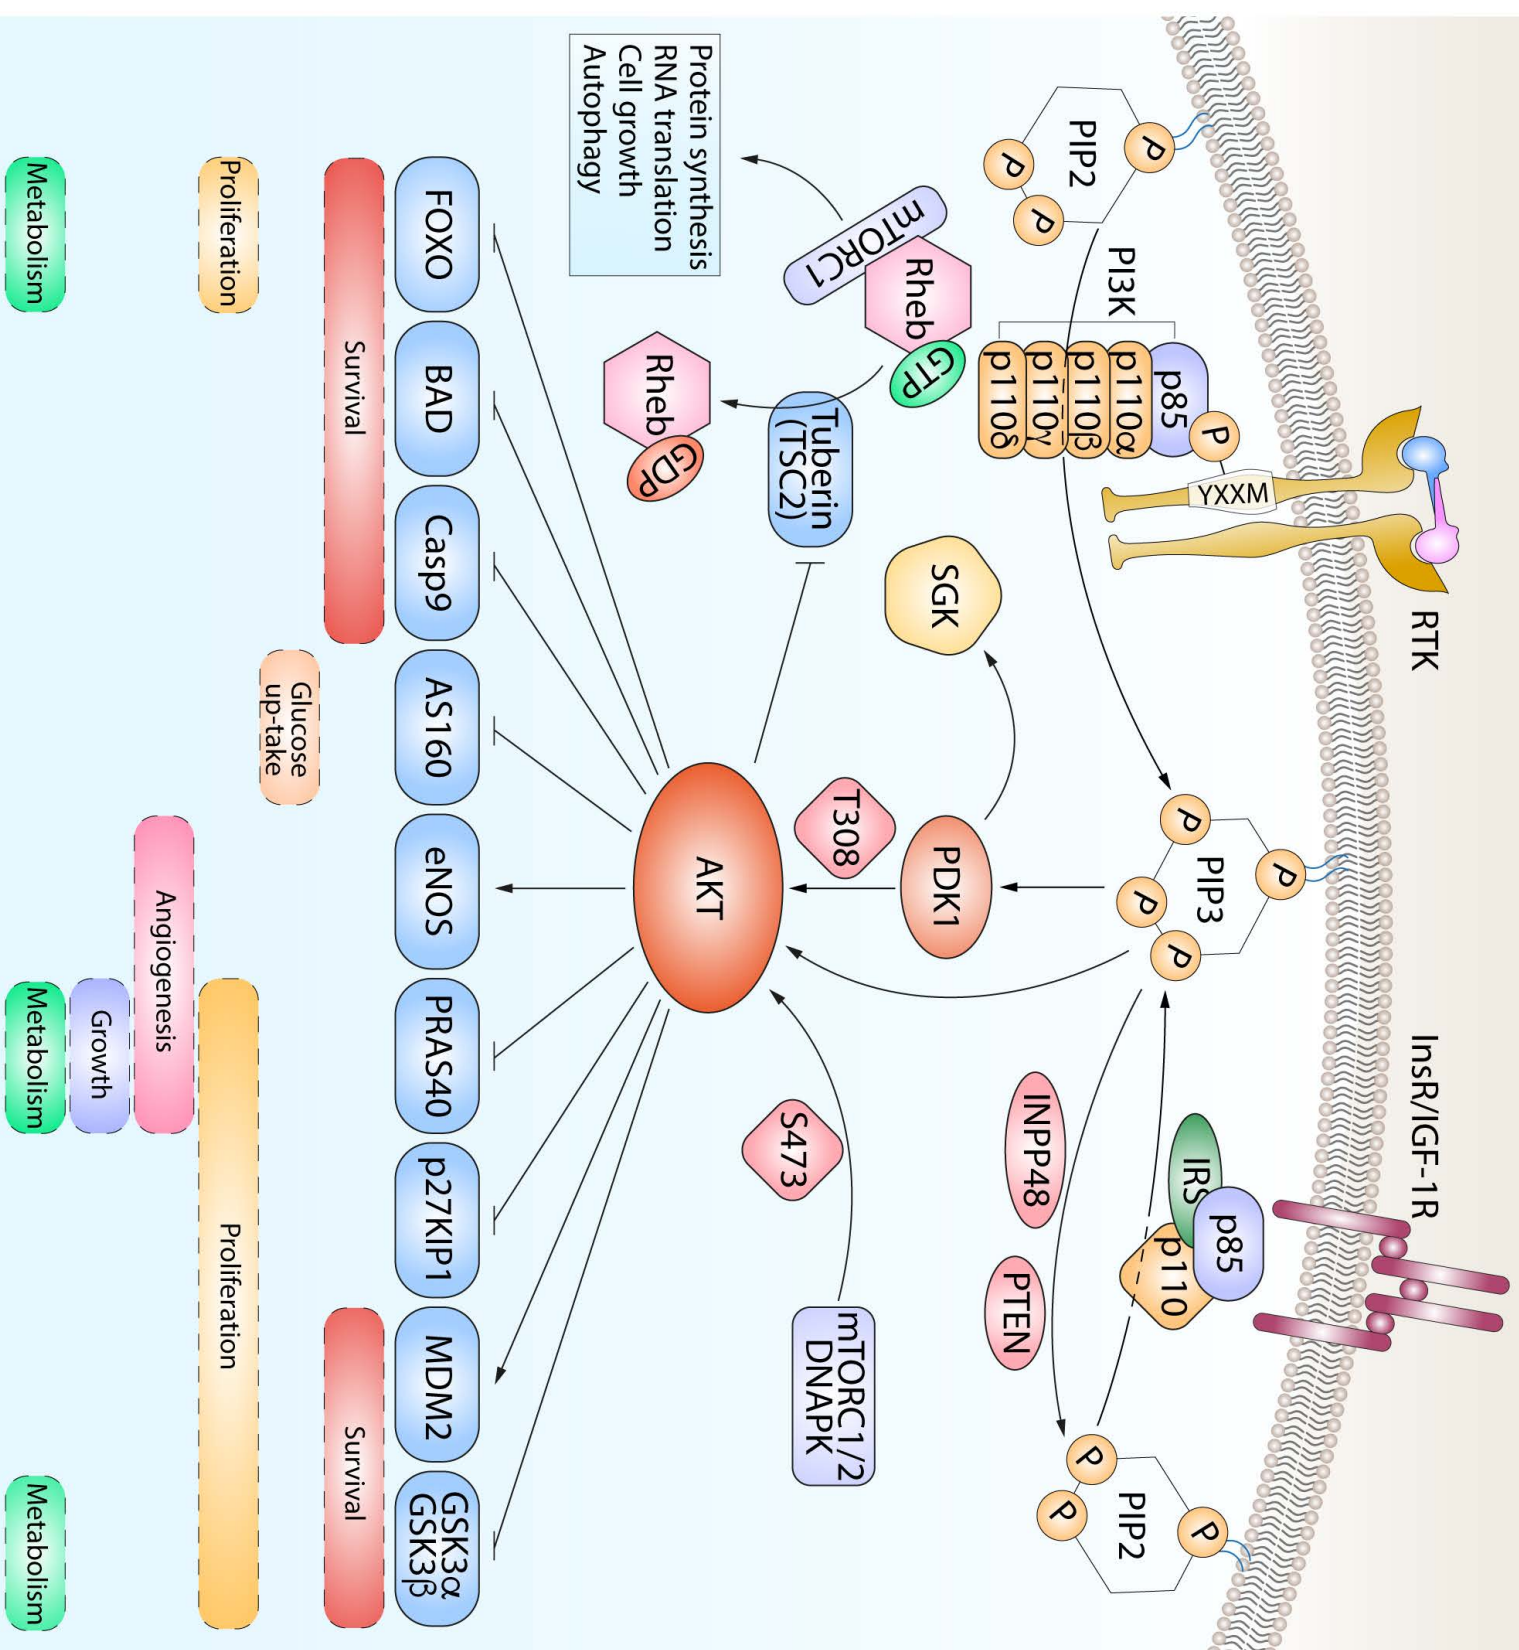 RTK
InsR/IGF-1R
P
PIP2
P
P
PI3K
p85
P
p110α
p110β
p110γ
p110δ
YXXM
P
PIP3
P
P
P
IRS
p85
p110
P
PIP2
P
P
INPP48
PTEN
mTORC1
Rheb
GTP
SGK
PDK1
T308
Tuberin
(TSC2)
mTORC1/2
DNAPK
S473
Protein synthesis
RNA translation
Cell growth
Autophagy
Rheb
GDP
AKT
FOXO
BAD
Casp9
AS160
eNOS
PRAS40
p27KIP1
MDM2
GSK3α
GSK3β
Survival
Survival
Glucose
up-take
Proliferation
Proliferation
Angiogenesis
Growth
Metabolism
Metabolism
Metabolism